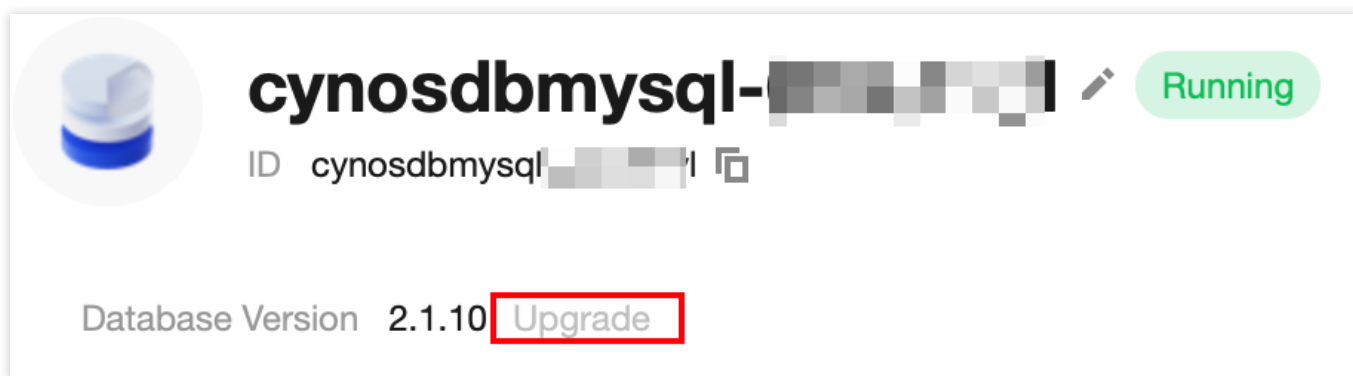 cynosdbmysql-
Running
ID cynosdbmysql
Database Version 2.1.10 Upgrade